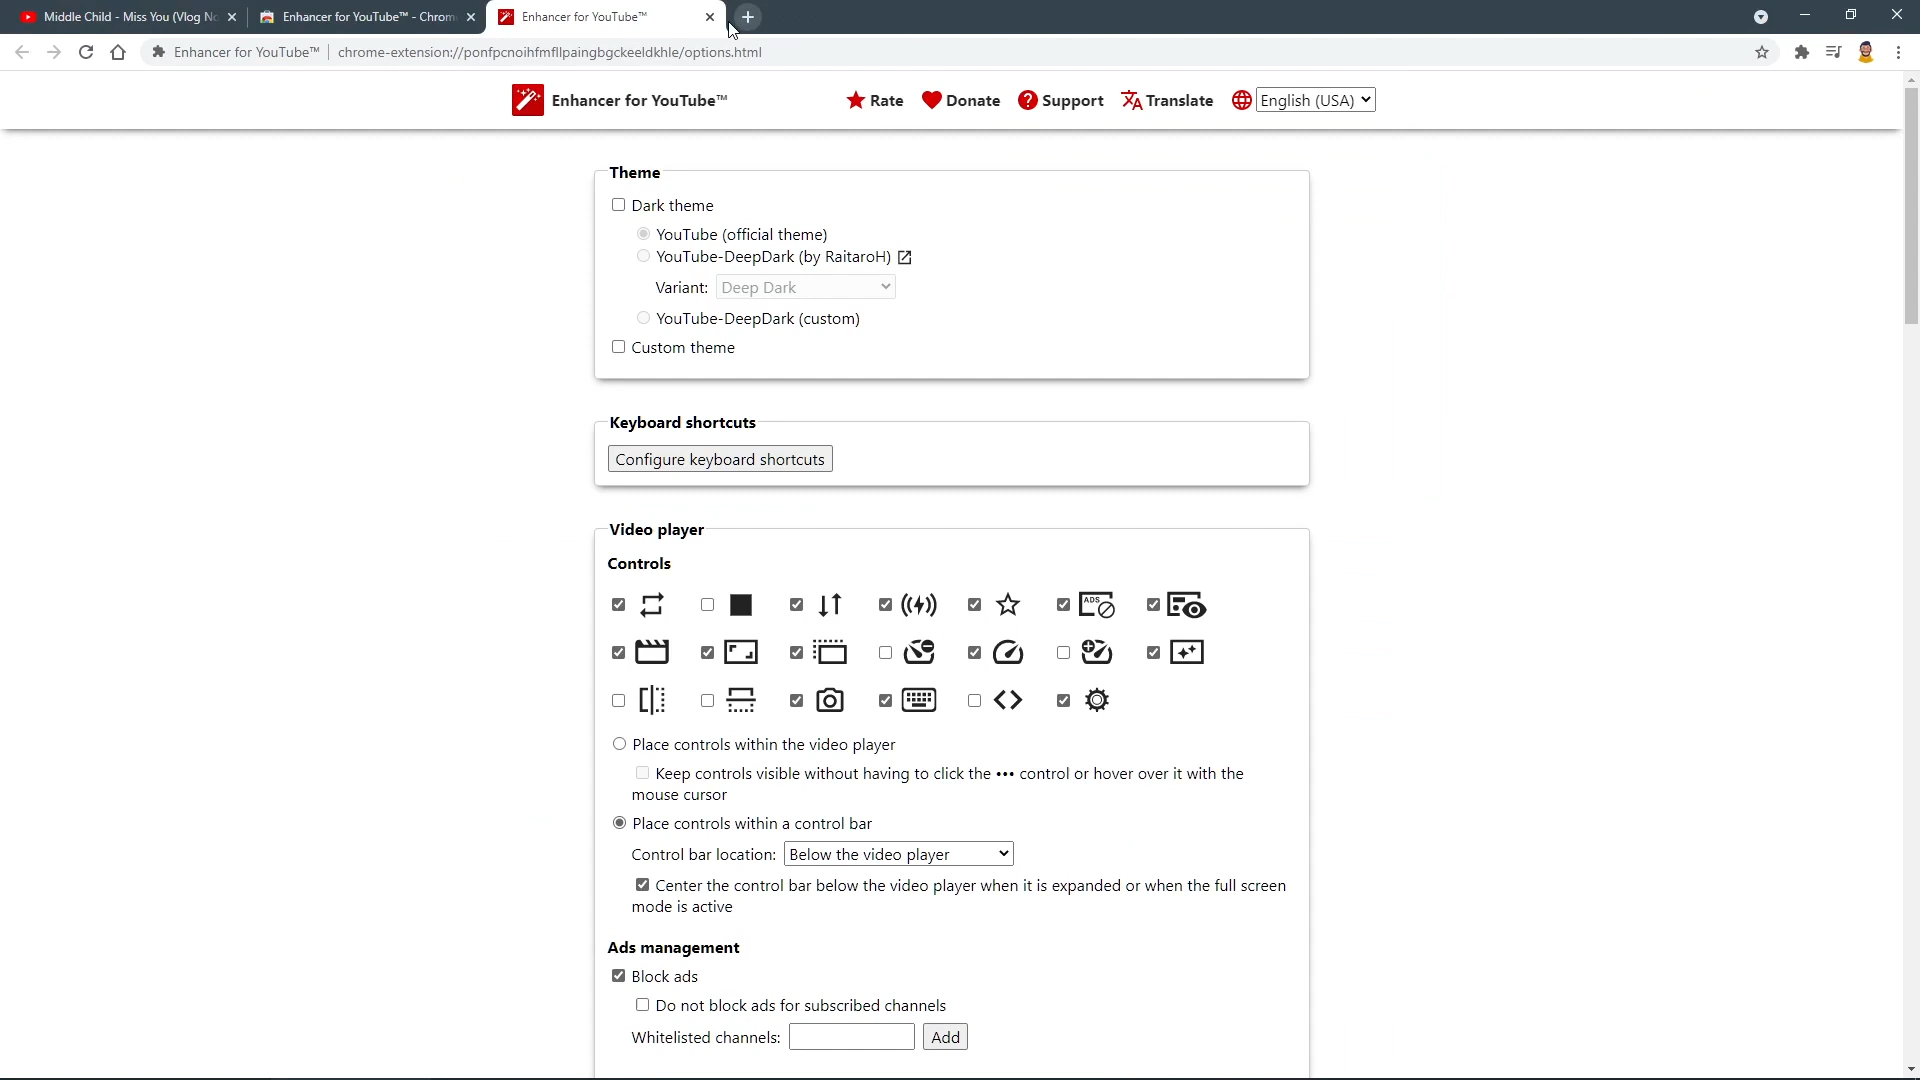 Middle Child - Miss You (Vlog No
Enhancer for YouTube™ - Chrom
Enhancer for YouTube™
Enhancer for YouTube™
chrome-extension://ponfpcnoihfmfllpaingbgckeeldkhle/options.html
Enhancer for YouTube™
Rate
Donate
Support
Translate
English (USA)
Theme
Dark theme
YouTube (official theme)
YouTube-DeepDark (by RaitaroH)
Variant: Deep Dark
YouTube-DeepDark (custom)
Custom theme
Keyboard shortcuts
Configure keyboard shortcuts
Video player
Controls
ADS
Place controls within the video player
Keep controls visible without having to click the ••• control or hover over it with the
mouse cursor
Place controls within a control bar
Control bar location: Below the video player
Center the control bar below the video player when it is expanded or when the full screen
mode is active
Ads management
Block ads
Do not block ads for subscribed channels
Whitelisted channels:
Add